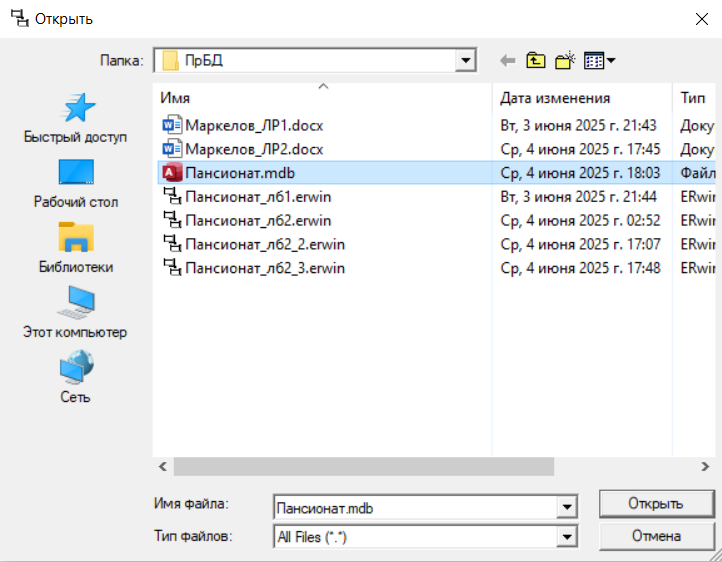 Открыть
Папка: ПрБД
Имя Дата изменения Тип
Маркелов_ЛР1.docx Вт, 3 июня 2025 г. 21:43 Доку
Маркелов_ЛР2.docx Ср, 4 июня 2025 г. 17:45 Доку
Пансионат.mdb Ср, 4 июня 2025 г. 18:03 Файл
Пансионат_лб1.erwin Вт, 3 июня 2025 г. 21:44 ERwin
Пансионат_лб2.erwin Ср, 4 июня 2025 г. 02:52 ERwin
Пансионат_лб2_2.erwin Ср, 4 июня 2025 г. 17:07 ERwin
Пансионат_лб2_3.erwin Ср, 4 июня 2025 г. 17:48 ERwin
Быстрый доступ
Рабочий стол
Библиотеки
Этот компьютер
Сеть
Имя файла: Пансионат.mdb Открыть
Тип файлов: All Files (*.*) Отмена